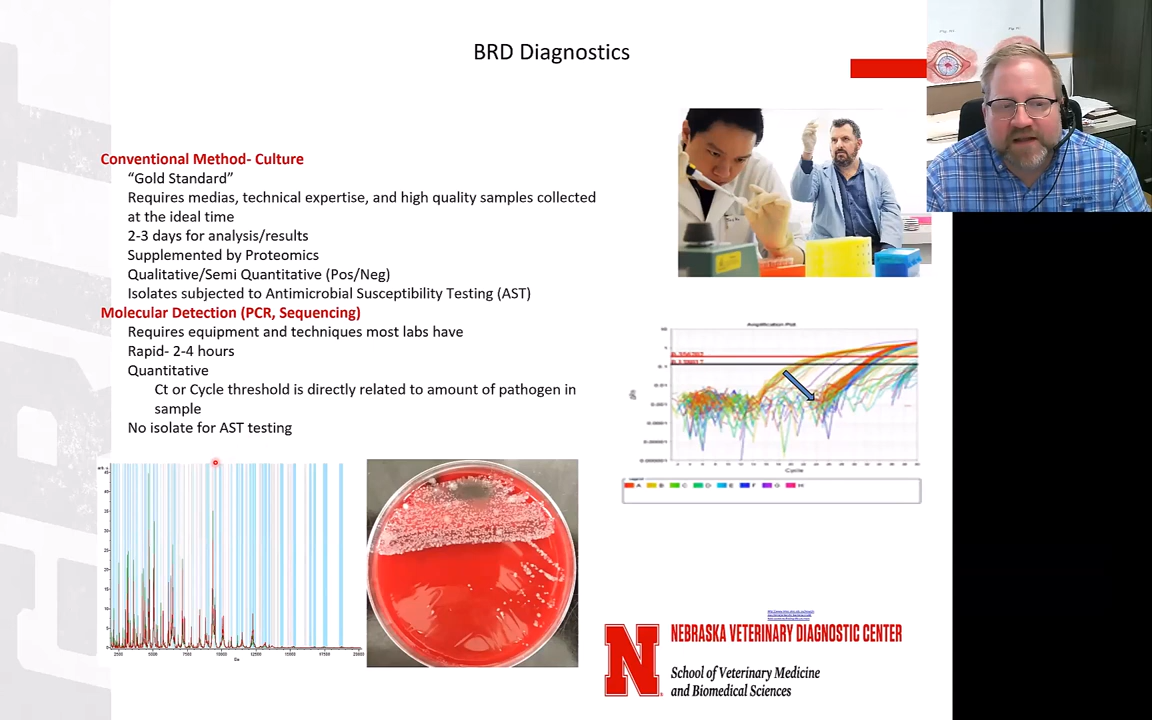 BRD Diagnostics
Conventional Method- Culture
“Gold Standard”
Requires medias, technical expertise, and high quality samples collected
at the ideal time
2-3 days for analysis/results
Supplemented by Proteomics
Qualitative/Semi Quantitative (Pos/Neg)
Isolates subjected to Antimicrobial Susceptibility Testing (AST)
Molecular Detection (PCR, Sequencing)
Requires equipment and techniques most labs have
Rapid- 2-4 hours
Quantitative
Ct or Cycle threshold is directly related to amount of pathogen in
sample
No isolate for AST testing
Amplification Plot
Cycle
A B C D E F G H
N
NEBRASKA VETERINARY DIAGNOSTIC CENTER
School of Veterinary Medicine
and Biomedical Sciences